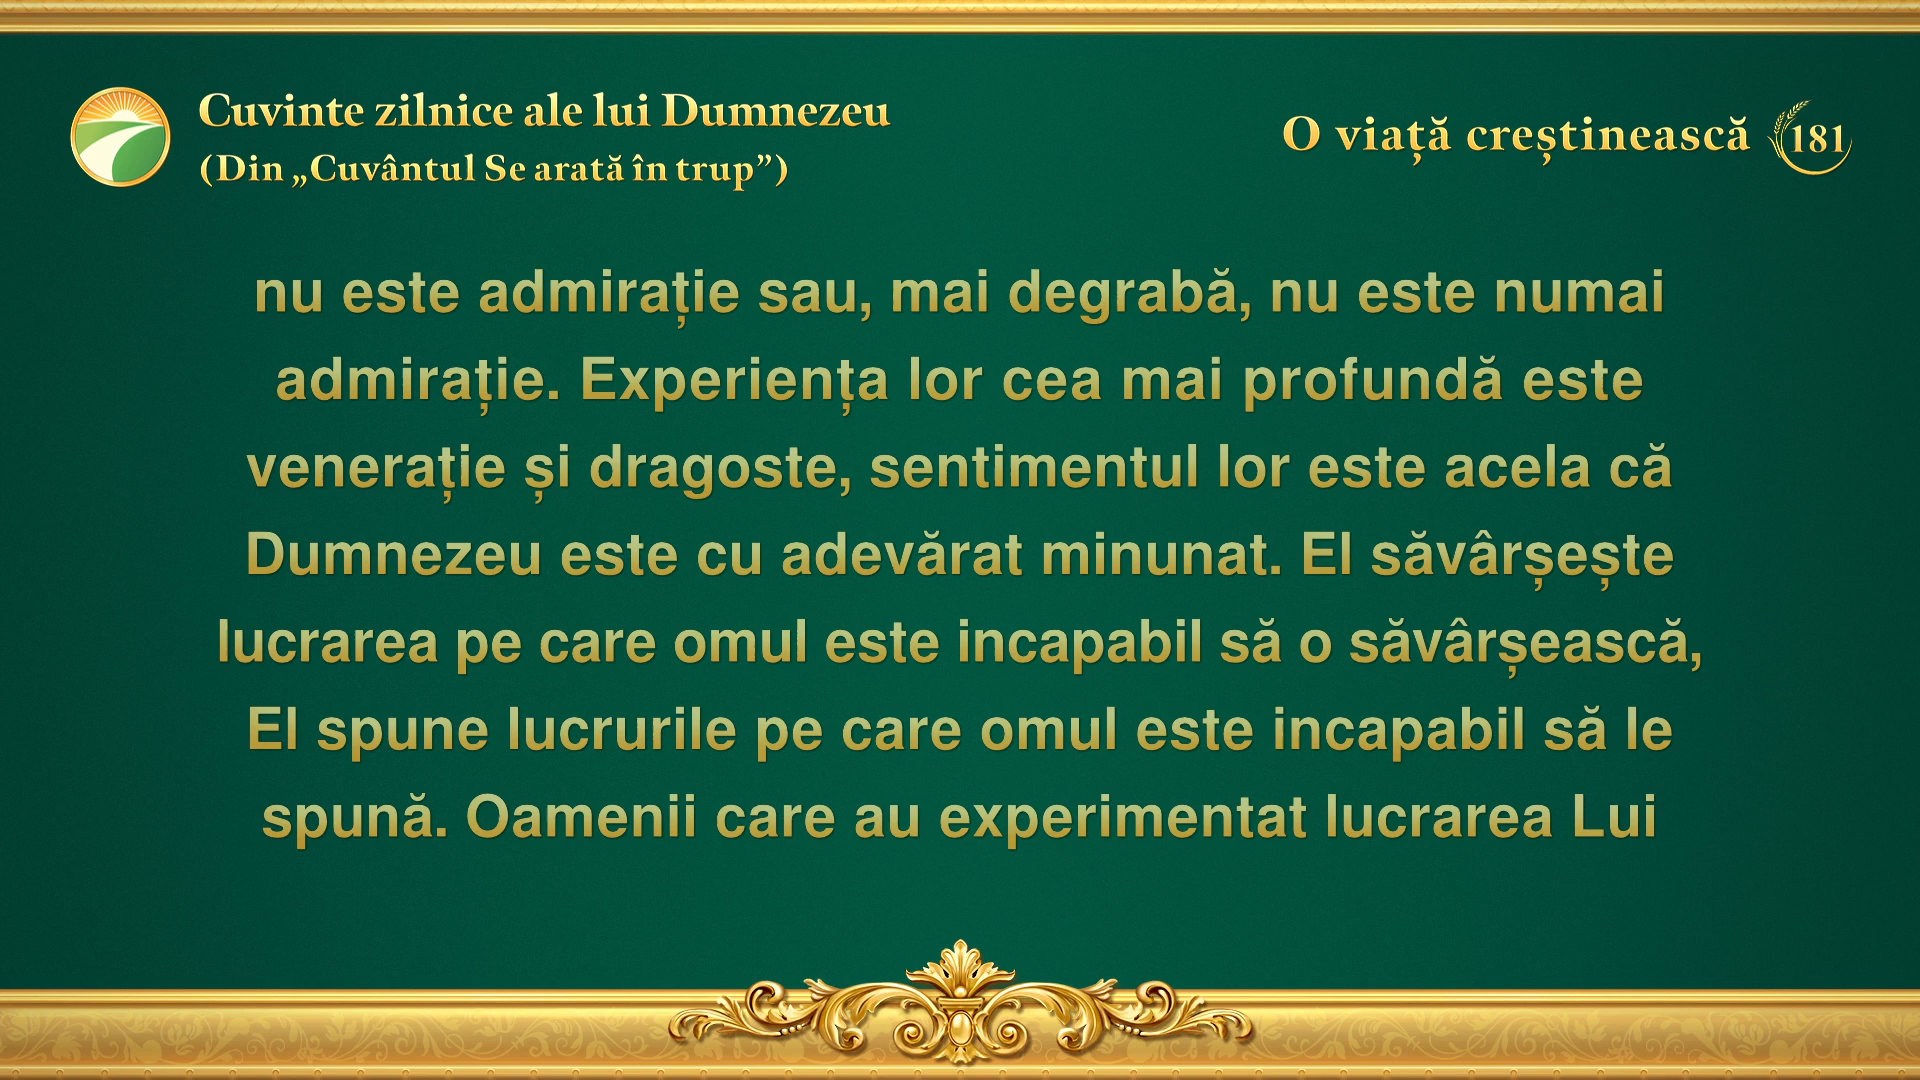 Cuvinte zilnice ale lui Dumnezeu
(Din „Cuvântul Se arată în trup”)
O viață creștinească 181
nu este admirație sau, mai degrabă, nu este numai
admirație. Experiența lor cea mai profundă este
venerație și dragoste, sentimentul lor este acela că
Dumnezeu este cu adevărat minunat. El săvârșește
lucrarea pe care omul este incapabil să o săvârșească,
El spune lucrurile pe care omul este incapabil să le
spună. Oamenii care au experimentat lucrarea Lui